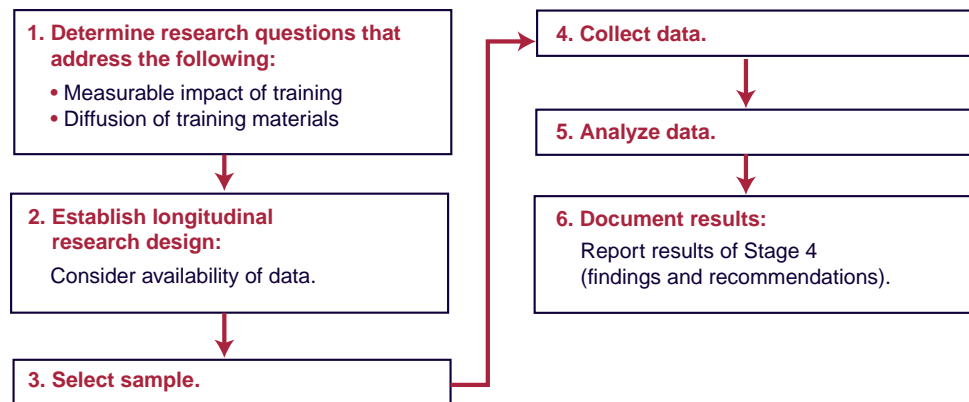 1. Determine research questions that
address the following:
• Measurable impact of training
• Diffusion of training materials
2. Establish longitudinal
research design:
Consider availability of data.
3. Select sample.
4. Collect data.
5. Analyze data.
6. Document results:
Report results of Stage 4
(findings and recommendations).